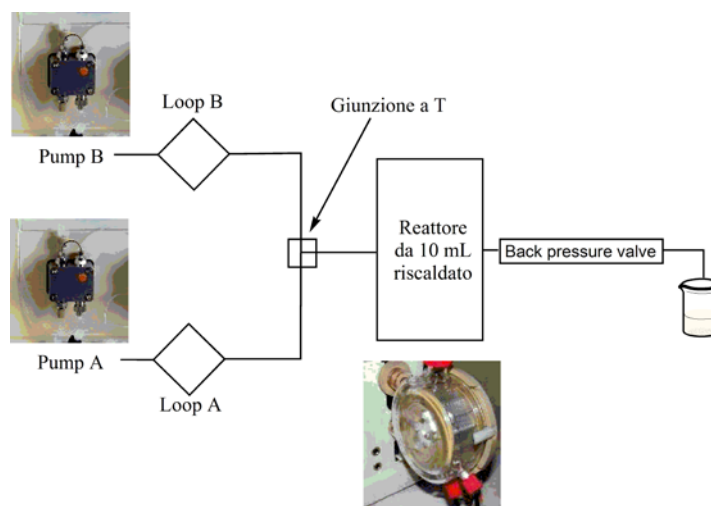 Loop B
Giunzione a T
Pump B
Reattore
da 10 mL
riscaldato
Back pressure valve
Pump A
Loop A